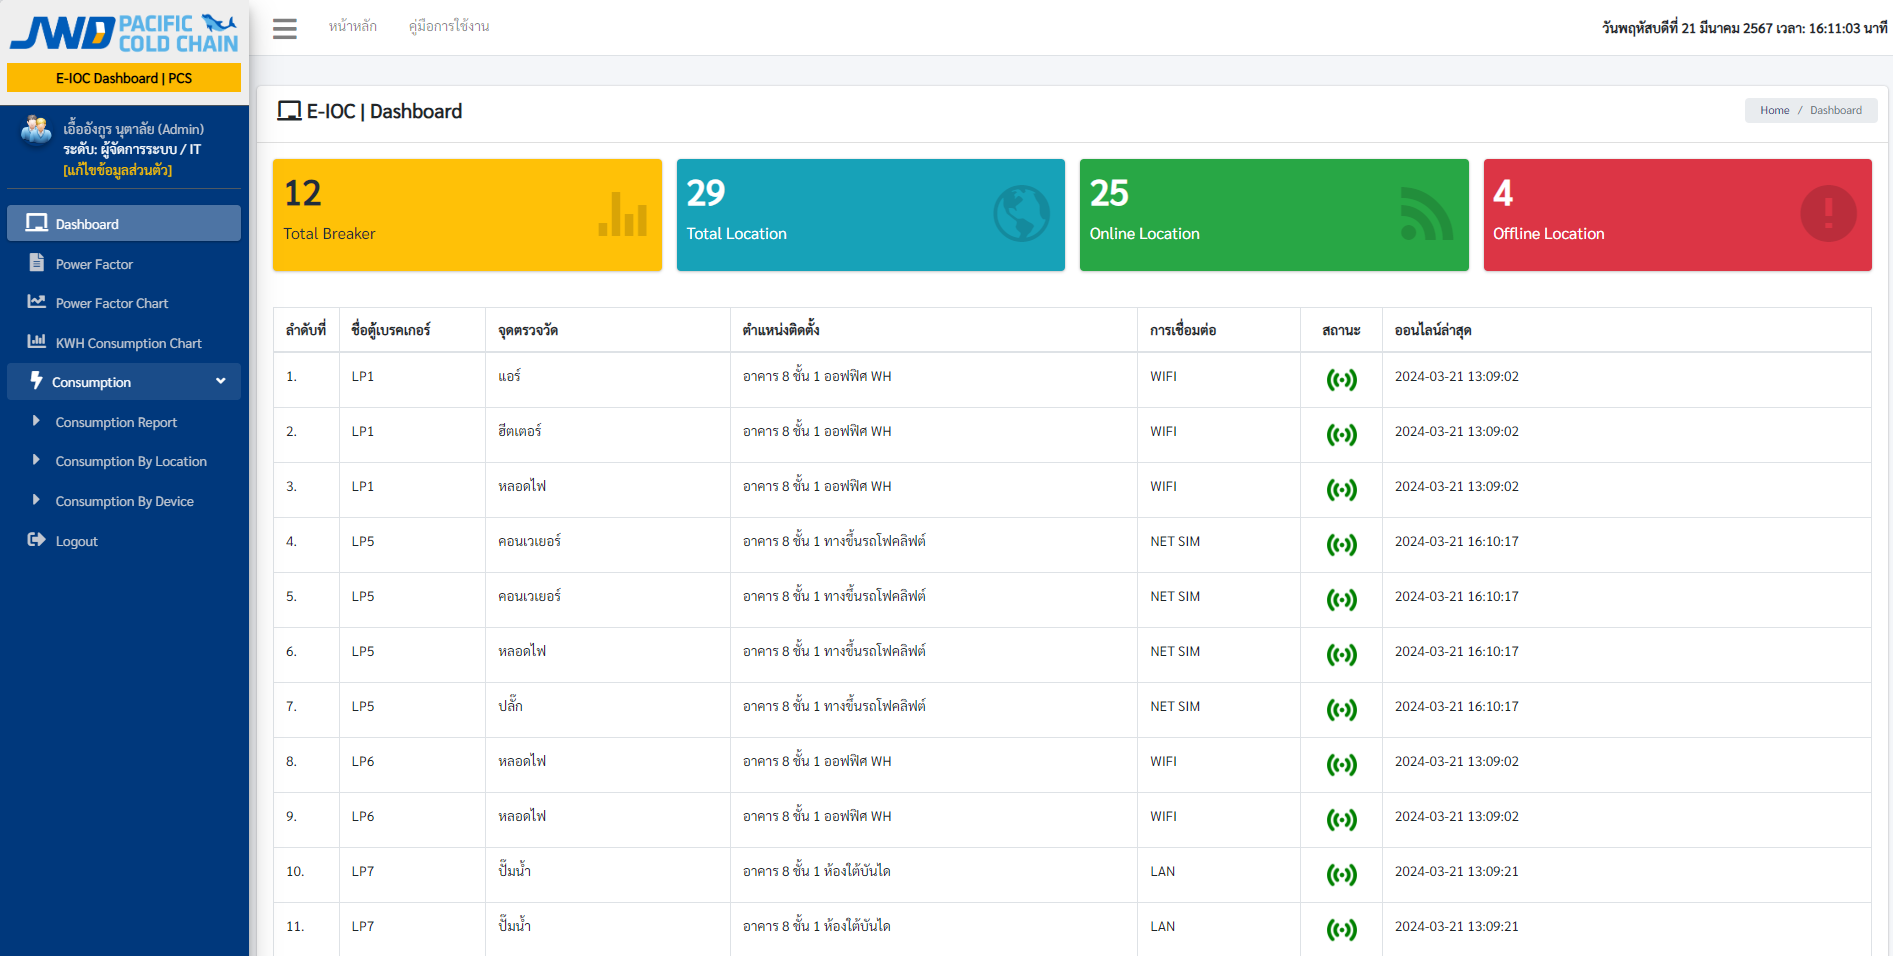 JWD PACIFIC COLD CHAIN
E-IOC Dashboard | PCS
เอื้ออังกูร นุตาลัย (Admin)
ระดับ: ผู้จัดการระบบ / IT
[แก้ไขข้อมูลส่วนตัว]
Dashboard
Power Factor
Power Factor Chart
KWH Consumption Chart
Consumption
Consumption Report
Consumption By Location
Consumption By Device
Logout
หน้าหลัก คู่มือการใช้งาน วันพฤหัสบดีที่ 21 มีนาคม 2567 เวลา: 16:11:03 นาที
E-IOC | Dashboard Home / Dashboard
12 29 25 4
Total Breaker Total Location Online Location Offline Location
ลำดับที่ ชื่อตู้เบรคเกอร์ จุดตรวจวัด ตำแหน่งติดตั้ง การเชื่อมต่อ สถานะ ออนไลน์ล่าสุด
1. LP1 แอร์ อาคาร 8 ชั้น 1 ออฟฟิศ WH WIFI 2024-03-21 13:09:02
2. LP1 ฮีตเตอร์ อาคาร 8 ชั้น 1 ออฟฟิศ WH WIFI 2024-03-21 13:09:02
3. LP1 หลอดไฟ อาคาร 8 ชั้น 1 ออฟฟิศ WH WIFI 2024-03-21 13:09:02
4. LP5 คอนเวเยอร์ อาคาร 8 ชั้น 1 ทางขึ้นรถโฟคลิฟต์ NET SIM 2024-03-21 16:10:17
5. LP5 คอนเวเยอร์ อาคาร 8 ชั้น 1 ทางขึ้นรถโฟคลิฟต์ NET SIM 2024-03-21 16:10:17
6. LP5 หลอดไฟ อาคาร 8 ชั้น 1 ทางขึ้นรถโฟคลิฟต์ NET SIM 2024-03-21 16:10:17
7. LP5 ปลั๊ก อาคาร 8 ชั้น 1 ทางขึ้นรถโฟคลิฟต์ NET SIM 2024-03-21 16:10:17
8. LP6 หลอดไฟ อาคาร 8 ชั้น 1 ออฟฟิศ WH WIFI 2024-03-21 13:09:02
9. LP6 หลอดไฟ อาคาร 8 ชั้น 1 ออฟฟิศ WH WIFI 2024-03-21 13:09:02
10. LP7 ปั๊มน้ำ อาคาร 8 ชั้น 1 ห้องใต้บันได LAN 2024-03-21 13:09:21
11. LP7 ปั๊มน้ำ อาคาร 8 ชั้น 1 ห้องใต้บันได LAN 2024-03-21 13:09:21